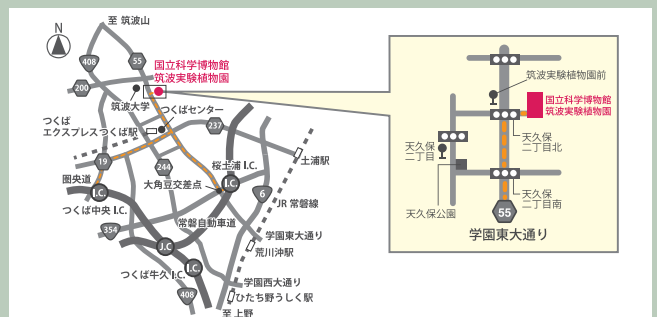 至 筑波山
N
408
55
国立科学博物館
筑波実験植物園
200
筑波大学
つくばセンター
つくば
エクスプレスつくば駅
237
土浦駅
19
244
桜土浦 I.C.
圏央道
大角豆交差点
I.C.
I.C.
6
つくば中央 I.C.
JR 常磐線
常磐自動車道
354
学園東大通り
J.C
荒川沖駅
つくば牛久 I.C.
I.C.
学園西大通り
408
ひたち野うしく駅
至 上野
筑波実験植物園前
国立科学博物館
筑波実験植物園
天久保
二丁目
天久保
二丁目北
天久保公園
天久保
二丁目南
55
学園東大通り